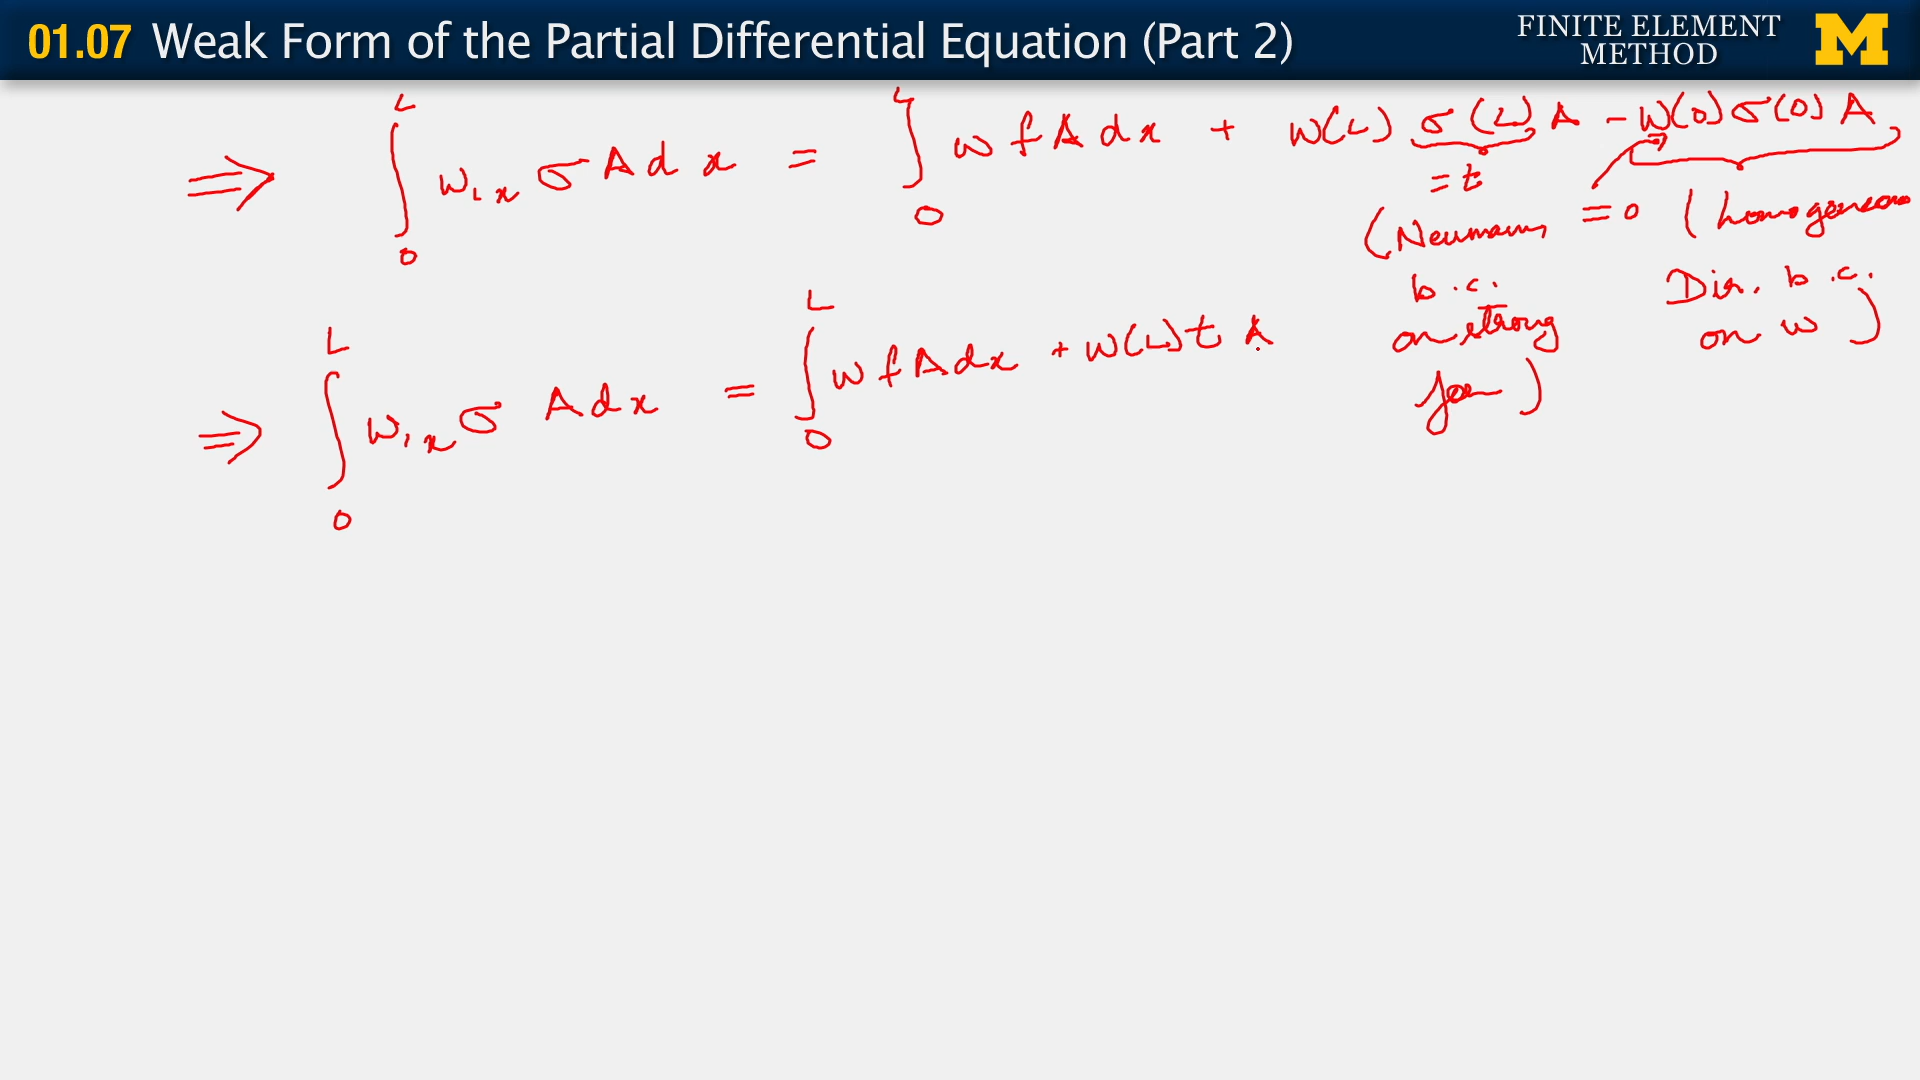 01.07 Weak Form of the Partial Differential Equation (Part 2)
FINITE ELEMENT
METHOD
M
⇒ ∫₀ᴸ w,ₓ σ A dx = ∫₀ᴸ w f A dx + w(L) σ(L) A − w(0) σ(0) A
= t
= 0 (homogeneous
Dir. b.c.
on w)
(Neumann
b.c.
on strong
form)
⇒ ∫₀ᴸ w,ₓ σ A dx = ∫₀ᴸ w f A dx + w(L) t A